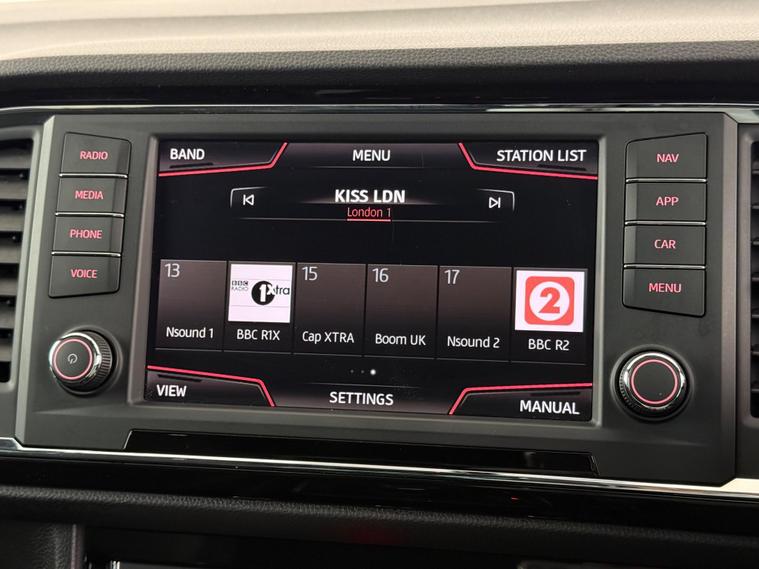 RADIO
MEDIA
PHONE
VOICE
BAND
MENU
STATION LIST
KISS LDN
London 1
13
Nsound 1
BBC
RADIO
1Xtra
BBC R1X
15
Cap XTRA
16
Boom UK
17
Nsound 2
2
BBC R2
VIEW
SETTINGS
MANUAL
NAV
APP
CAR
MENU